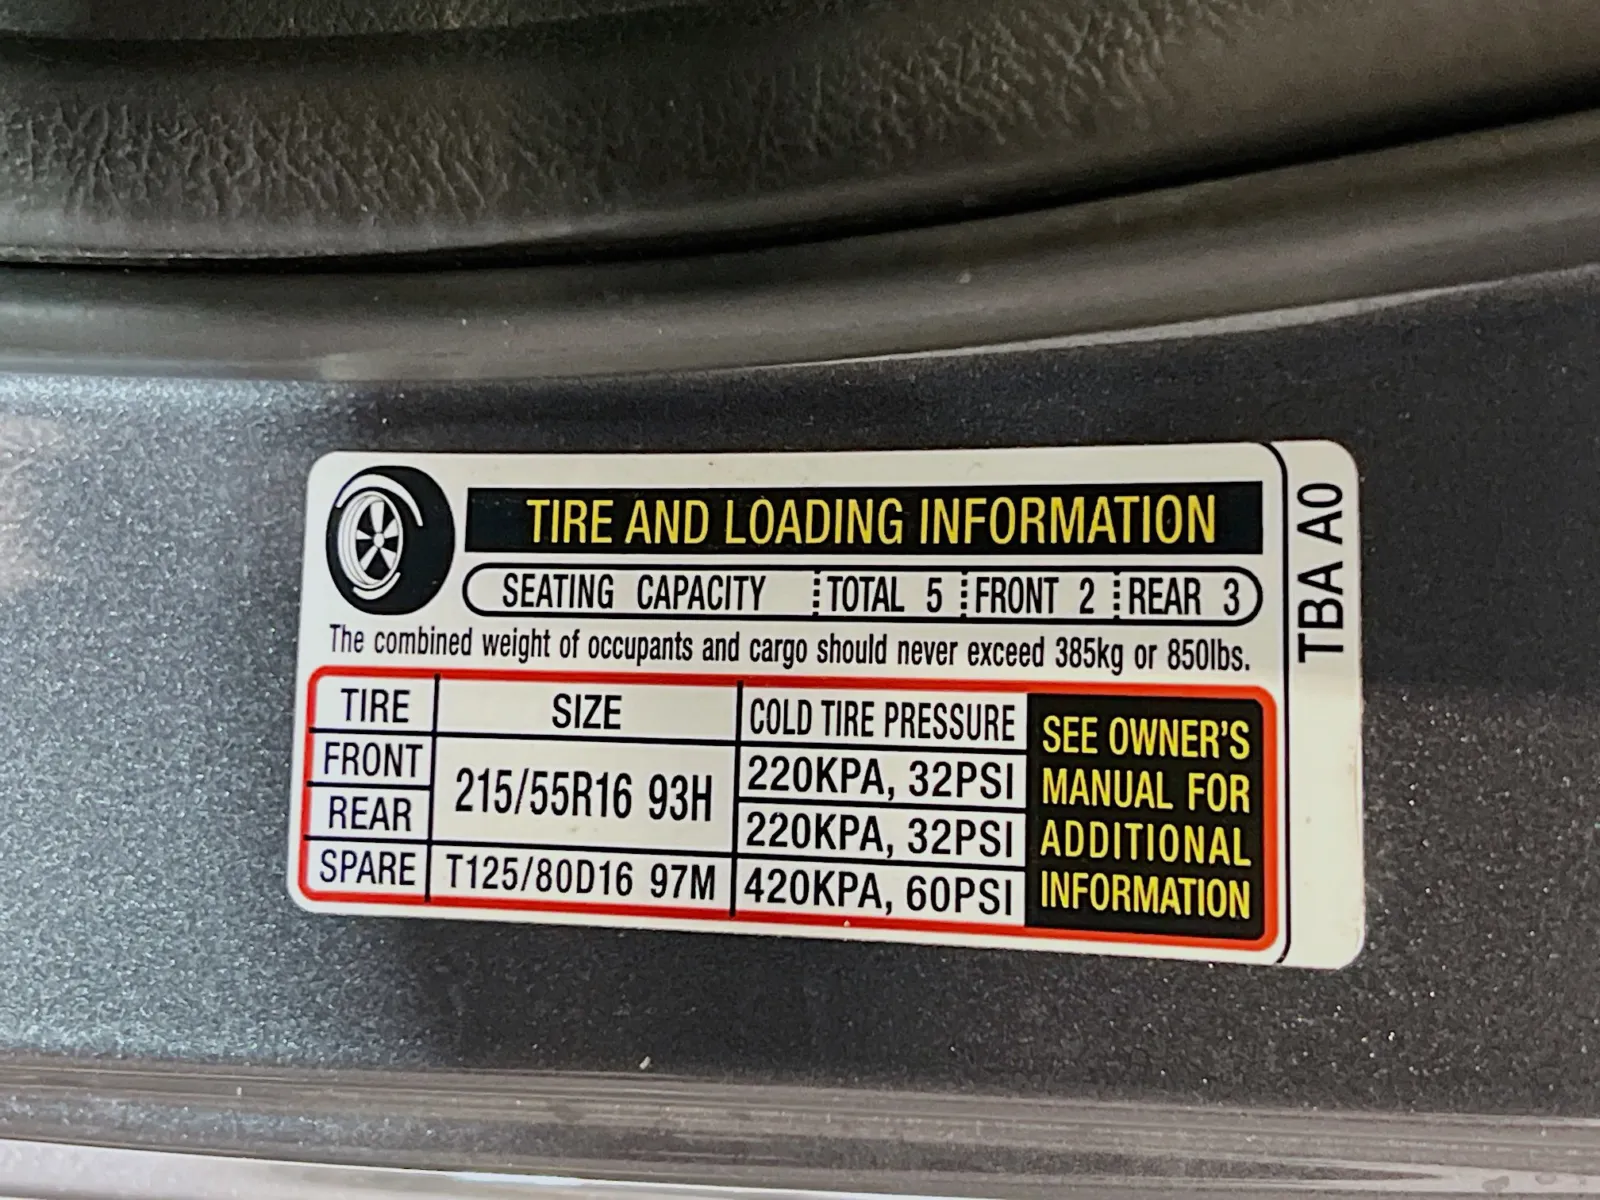 TIRE AND LOADING INFORMATION
SEATING CAPACITY TOTAL 5 FRONT 2 REAR 3
The combined weight of occupants and cargo should never exceed 385kg or 850lbs.
TIRE SIZE COLD TIRE PRESSURE
FRONT 215/55R16 93H 220KPA, 32PSI
REAR 220KPA, 32PSI
SPARE T125/80D16 97M 420KPA, 60PSI
SEE OWNER'S
MANUAL FOR
ADDITIONAL
INFORMATION
TBA A0